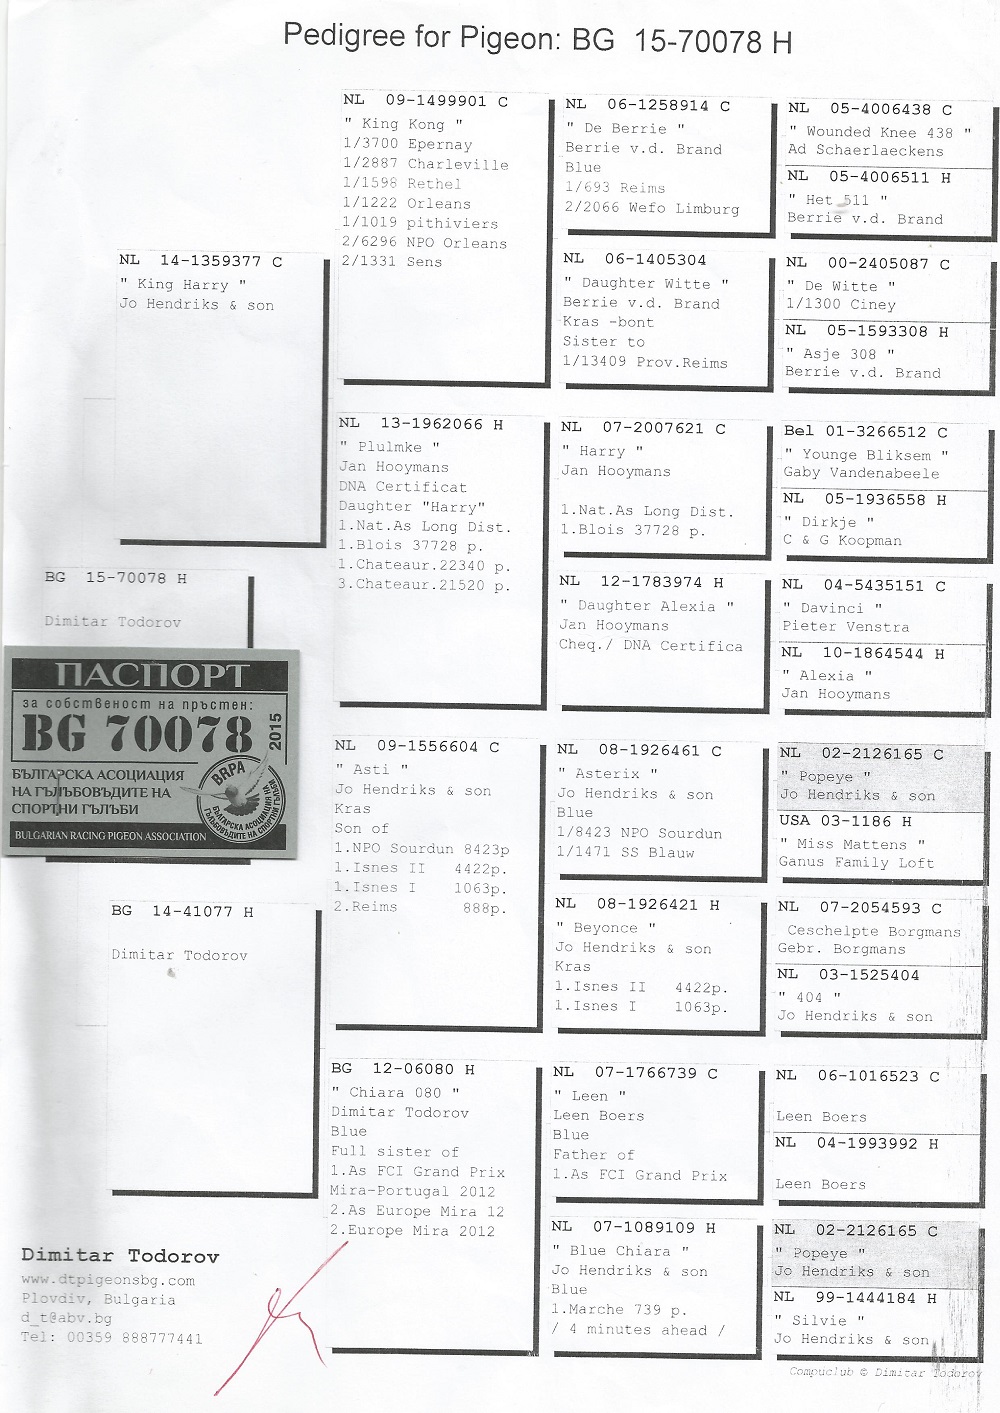 Pedigree for Pigeon: BG 15-70078 H
BG 15-70078 H
Dimitar Todorov
ПАСПОРТ
за собственост на пръстен:
BG 70078
2015
БЪЛГАРСКА АСОЦИАЦИЯ
НА ГЪЛЪБОВЪДИТЕ НА
СПОРТНИ ГЪЛЪБИ
BRPA
БЪЛГАРСКА АСОЦИАЦИЯ НА
ГЪЛЪБОВЪДИТЕ НА СПОРТНИ ГЪЛЪБИ
BULGARIAN RACING PIGEON ASSOCIATION
NL 14-1359377 C
" King Harry "
Jo Hendriks & son
BG 14-41077 H
Dimitar Todorov
NL 09-1499901 C
" King Kong "
1/3700 Epernay
1/2887 Charleville
1/1598 Rethel
1/1222 Orleans
1/1019 pithiviers
2/6296 NPO Orleans
2/1331 Sens
NL 13-1962066 H
" Plulmke "
Jan Hooymans
DNA Certificat
Daughter "Harry"
1.Nat.As Long Dist.
1.Blois 37728 p.
1.Chateaur.22340 p.
3.Chateaur.21520 p.
NL 09-1556604 C
" Asti "
Jo Hendriks & son
Kras
Son of
1.NPO Sourdun 8423p
1.Isnes II 4422p.
1.Isnes I 1063p.
2.Reims 888p.
BG 12-06080 H
" Chiara 080 "
Dimitar Todorov
Blue
Full sister of
1.As FCI Grand Prix
Mira-Portugal 2012
2.As Europe Mira 12
2.Europe Mira 2012
NL 06-1258914 C
" De Berrie "
Berrie v.d. Brand
Blue
1/693 Reims
2/2066 Wefo Limburg
NL 06-1405304
" Daughter Witte "
Berrie v.d. Brand
Kras -bont
Sister to
1/13409 Prov.Reims
NL 07-2007621 C
" Harry "
Jan Hooymans
1.Nat.As Long Dist.
1.Blois 37728 p.
NL 12-1783974 H
" Daughter Alexia "
Jan Hooymans
Cheq./ DNA Certifica
NL 08-1926461 C
" Asterix "
Jo Hendriks & son
Blue
1/8423 NPO Sourdun
1/1471 SS Blauw
NL 08-1926421 H
" Beyonce "
Jo Hendriks & son
Kras
1.Isnes II 4422p.
1.Isnes I 1063p.
NL 07-1766739 C
" Leen "
Leen Boers
Blue
Father of
1.As FCI Grand Prix
NL 07-1089109 H
" Blue Chiara "
Jo Hendriks & son
Blue
1.Marche 739 p.
/ 4 minutes ahead /
NL 05-4006438 C
" Wounded Knee 438 "
Ad Schaerlaeckens
NL 05-4006511 H
" Het 511 "
Berrie v.d. Brand
NL 00-2405087 C
" De Witte "
1/1300 Ciney
NL 05-1593308 H
" Asje 308 "
Berrie v.d. Brand
Bel 01-3266512 C
" Younge Bliksem "
Gaby Vandenabeele
NL 05-1936558 H
" Dirkje "
C & G Koopman
NL 04-5435151 C
" Davinci "
Pieter Venstra
NL 10-1864544 H
" Alexia "
Jan Hooymans
NL 02-2126165 C
" Popeye "
Jo Hendriks & son
USA 03-1186 H
" Miss Mattens "
Ganus Family Loft
NL 07-2054593 C
Ceschelpte Borgmans
Gebr. Borgmans
NL 03-1525404
" 404 "
Jo Hendriks & son
NL 06-1016523 C
Leen Boers
NL 04-1993992 H
Leen Boers
NL 02-2126165 C
" Popeye "
Jo Hendriks & son
NL 99-1444184 H
" Silvie "
Jo Hendriks & son
Dimitar Todorov
www.dtpigeonsbg.com
Plovdiv, Bulgaria
d_t@abv.bg
Tel: 00359 888777441
Compuclub © Dimitar Todorov